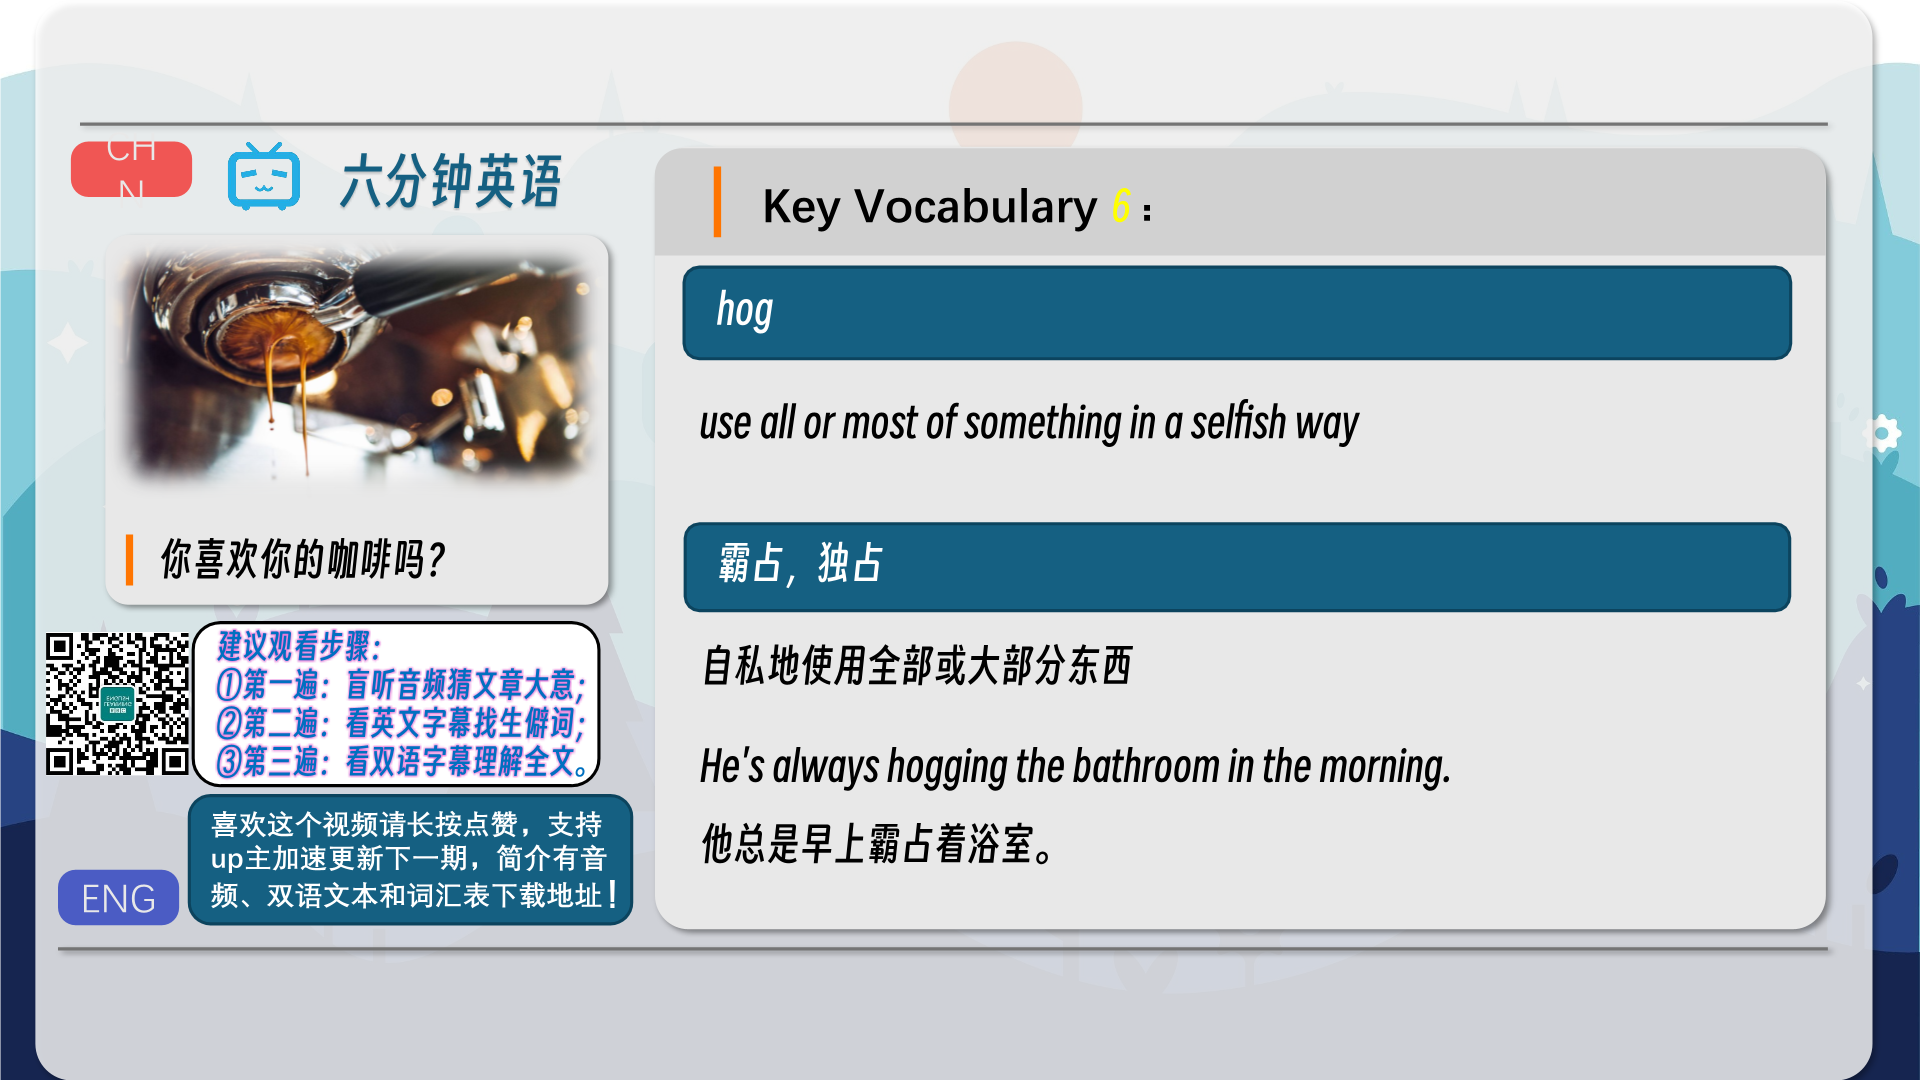 CH
N
六分钟英语
你喜欢你的咖啡吗？
建议观看步骤：
①第一遍：盲听音频猜文章大意；
②第二遍：看英文字幕找生僻词；
③第三遍：看双语字幕理解全文。
喜欢这个视频请长按点赞，支持
up主加速更新下一期，简介有音
频、双语文本和词汇表下载地址！
ENG
Key Vocabulary 6：
hog
use all or most of something in a selfish way
霸占，独占
自私地使用全部或大部分东西
He's always hogging the bathroom in the morning.
他总是早上霸占着浴室。